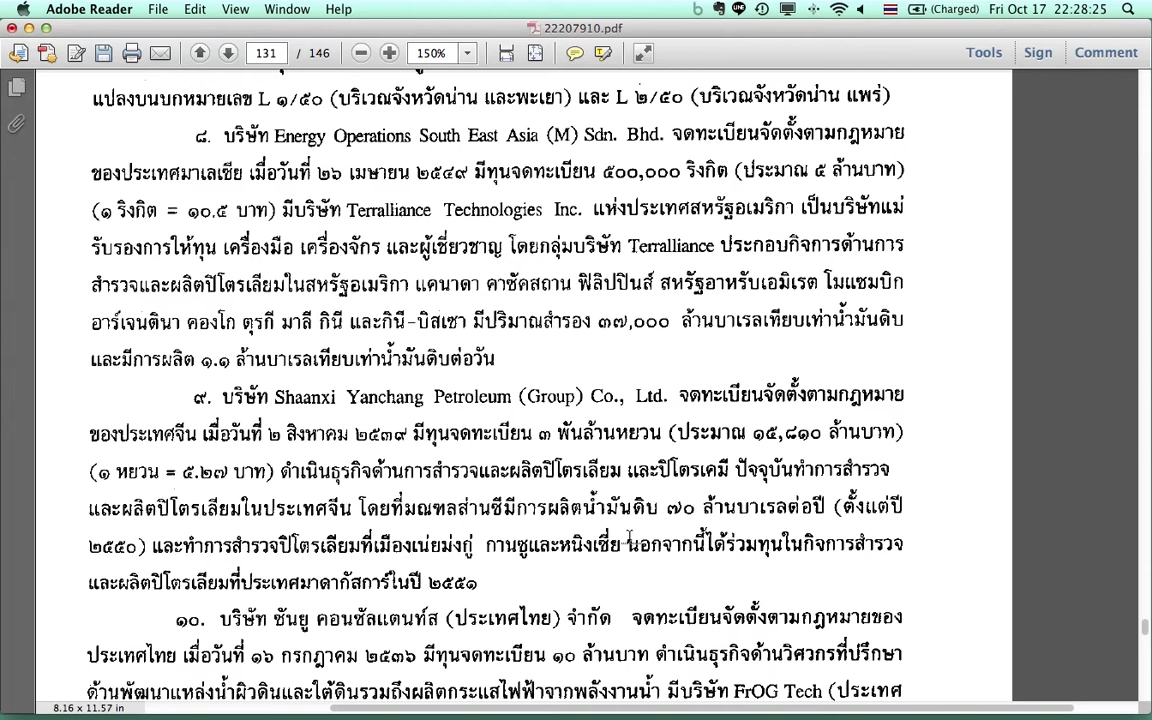 Adobe Reader File Edit View Window Help (Charged) Fri Oct 17 22:28:25
22207910.pdf
131 / 146 150% Tools Sign Comment
แปลงบนบกหมายเลข L ๑/๕๐ (บริเวณจังหวัดน่าน และพะเยา) และ L ๒/๕๐ (บริเวณจังหวัดน่าน แพร่)
๘. บริษัท Energy Operations South East Asia (M) Sdn. Bhd. จดทะเบียนจัดตั้งตามกฎหมาย
ของประเทศมาเลเซีย เมื่อวันที่ ๒๖ เมษายน ๒๕๔๙ มีทุนจดทะเบียน ๕๐๐,๐๐๐ ริงกิต (ประมาณ ๕ ล้านบาท)
(๑ ริงกิต = ๑๐.๕ บาท) มีบริษัท Terralliance Technologies Inc. แห่งประเทศสหรัฐอเมริกา เป็นบริษัทแม่
รับรองการให้ทุน เครื่องมือ เครื่องจักร และผู้เชี่ยวชาญ โดยกลุ่มบริษัท Terralliance ประกอบกิจการด้านการ
สำรวจและผลิตปิโตรเลียมในสหรัฐอเมริกา แคนาดา คาซัคสถาน ฟิลิปปินส์ สหรัฐอาหรับเอมิเรต โมแซมบิก
อาร์เจนตินา คองโก ตุรกี มาลี กินี และกินี-บิสเซา มีปริมาณสำรอง ๓๗,๐๐๐ ล้านบาเรลเทียบเท่าน้ำมันดิบ
และมีการผลิต ๑.๑ ล้านบาเรลเทียบเท่าน้ำมันดิบต่อวัน
๙. บริษัท Shaanxi Yanchang Petroleum (Group) Co., Ltd. จดทะเบียนจัดตั้งตามกฎหมาย
ของประเทศจีน เมื่อวันที่ ๒ สิงหาคม ๒๕๓๙ มีทุนจดทะเบียน ๓ พันล้านหยวน (ประมาณ ๑๕,๘๑๐ ล้านบาท)
(๑ หยวน = ๕.๒๗ บาท) ดำเนินธุรกิจด้านการสำรวจและผลิตปิโตรเลียม และปิโตรเคมี ปัจจุบันทำการสำรวจ
และผลิตปิโตรเลียมในประเทศจีน โดยที่มณฑลส่านซีมีการผลิตน้ำมันดิบ ๗๐ ล้านบาเรลต่อปี (ตั้งแต่ปี
๒๕๕๐) และทำการสำรวจปิโตรเลียมที่เมืองเน่ยม่งกู่ กานซูและหนิงเซี่ย นอกจากนี้ได้ร่วมทุนในกิจการสำรวจ
และผลิตปิโตรเลียมที่ประเทศมาดากัสการ์ในปี ๒๕๕๑
๑๐. บริษัท ซันยู คอนซัลแตนท์ส (ประเทศไทย) จำกัด จดทะเบียนจัดตั้งตามกฎหมายของ
ประเทศไทย เมื่อวันที่ ๑๖ กรกฎาคม ๒๕๓๖ มีทุนจดทะเบียน ๑๐ ล้านบาท ดำเนินธุรกิจด้านวิศวกรที่ปรึกษา
ด้านพัฒนาแหล่งน้ำผิวดินและใต้ดินรวมถึงผลิตกระแสไฟฟ้าจากพลังงานน้ำ มีบริษัท FrOG Tech (ประเทศ
8.16 x 11.57 in